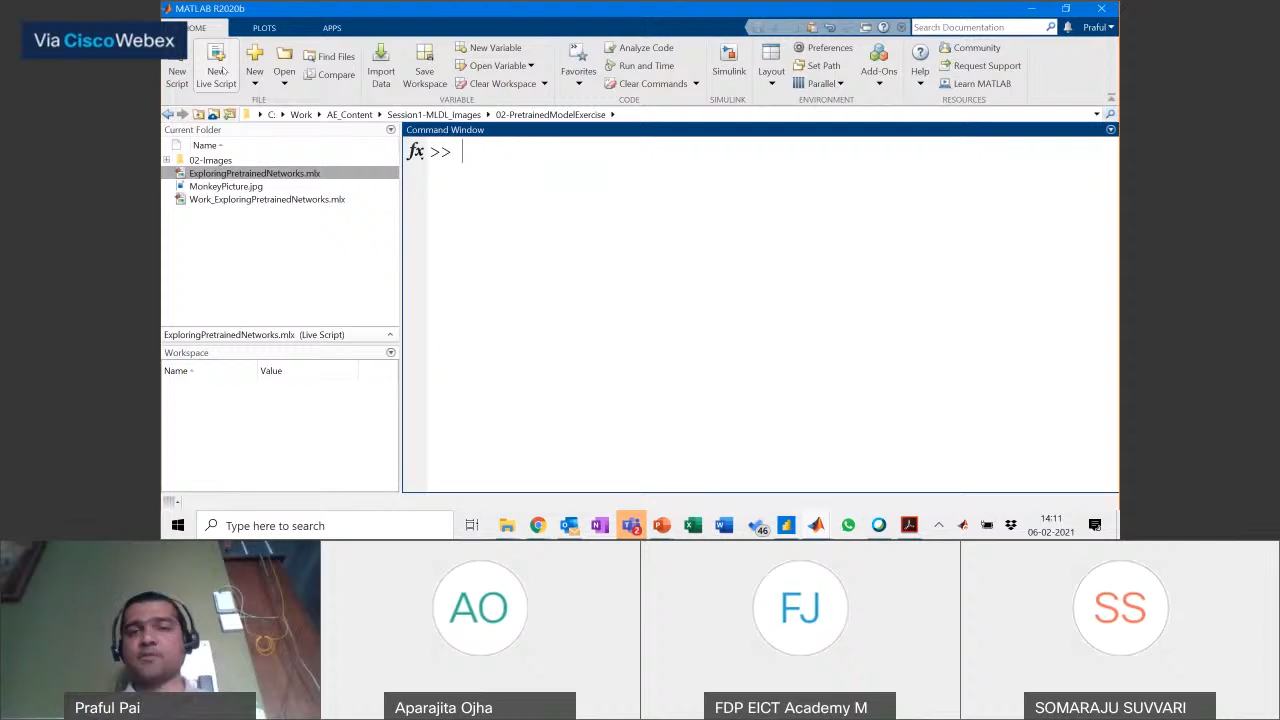 Via Cisco Webex
MATLAB R2020b
HOME PLOTS APPS
Search Documentation
Praful
New Script
New Live Script
New
Open
Find Files
Compare
Import Data
Save Workspace
New Variable
Open Variable
Clear Workspace
Favorites
Analyze Code
Run and Time
Clear Commands
Simulink
Layout
Preferences
Set Path
Parallel
Add-Ons
Help
Community
Request Support
Learn MATLAB
FILE VARIABLE CODE SIMULINK ENVIRONMENT RESOURCES
C: Work AE_Content Session1-MLDL_Images 02-PretrainedModelExercise
Current Folder
Name
02-Images
ExploringPretrainedNetworks.mlx
MonkeyPicture.jpg
Work_ExploringPretrainedNetworks.mlx
ExploringPretrainedNetworks.mlx (Live Script)
Workspace
Name Value
Command Window
fx >>
Type here to search
2
46
14:11
06-02-2021
AO
FJ
SS
Praful Pai
Aparajita Ojha
FDP EICT Academy M
SOMARAJU SUVVARI